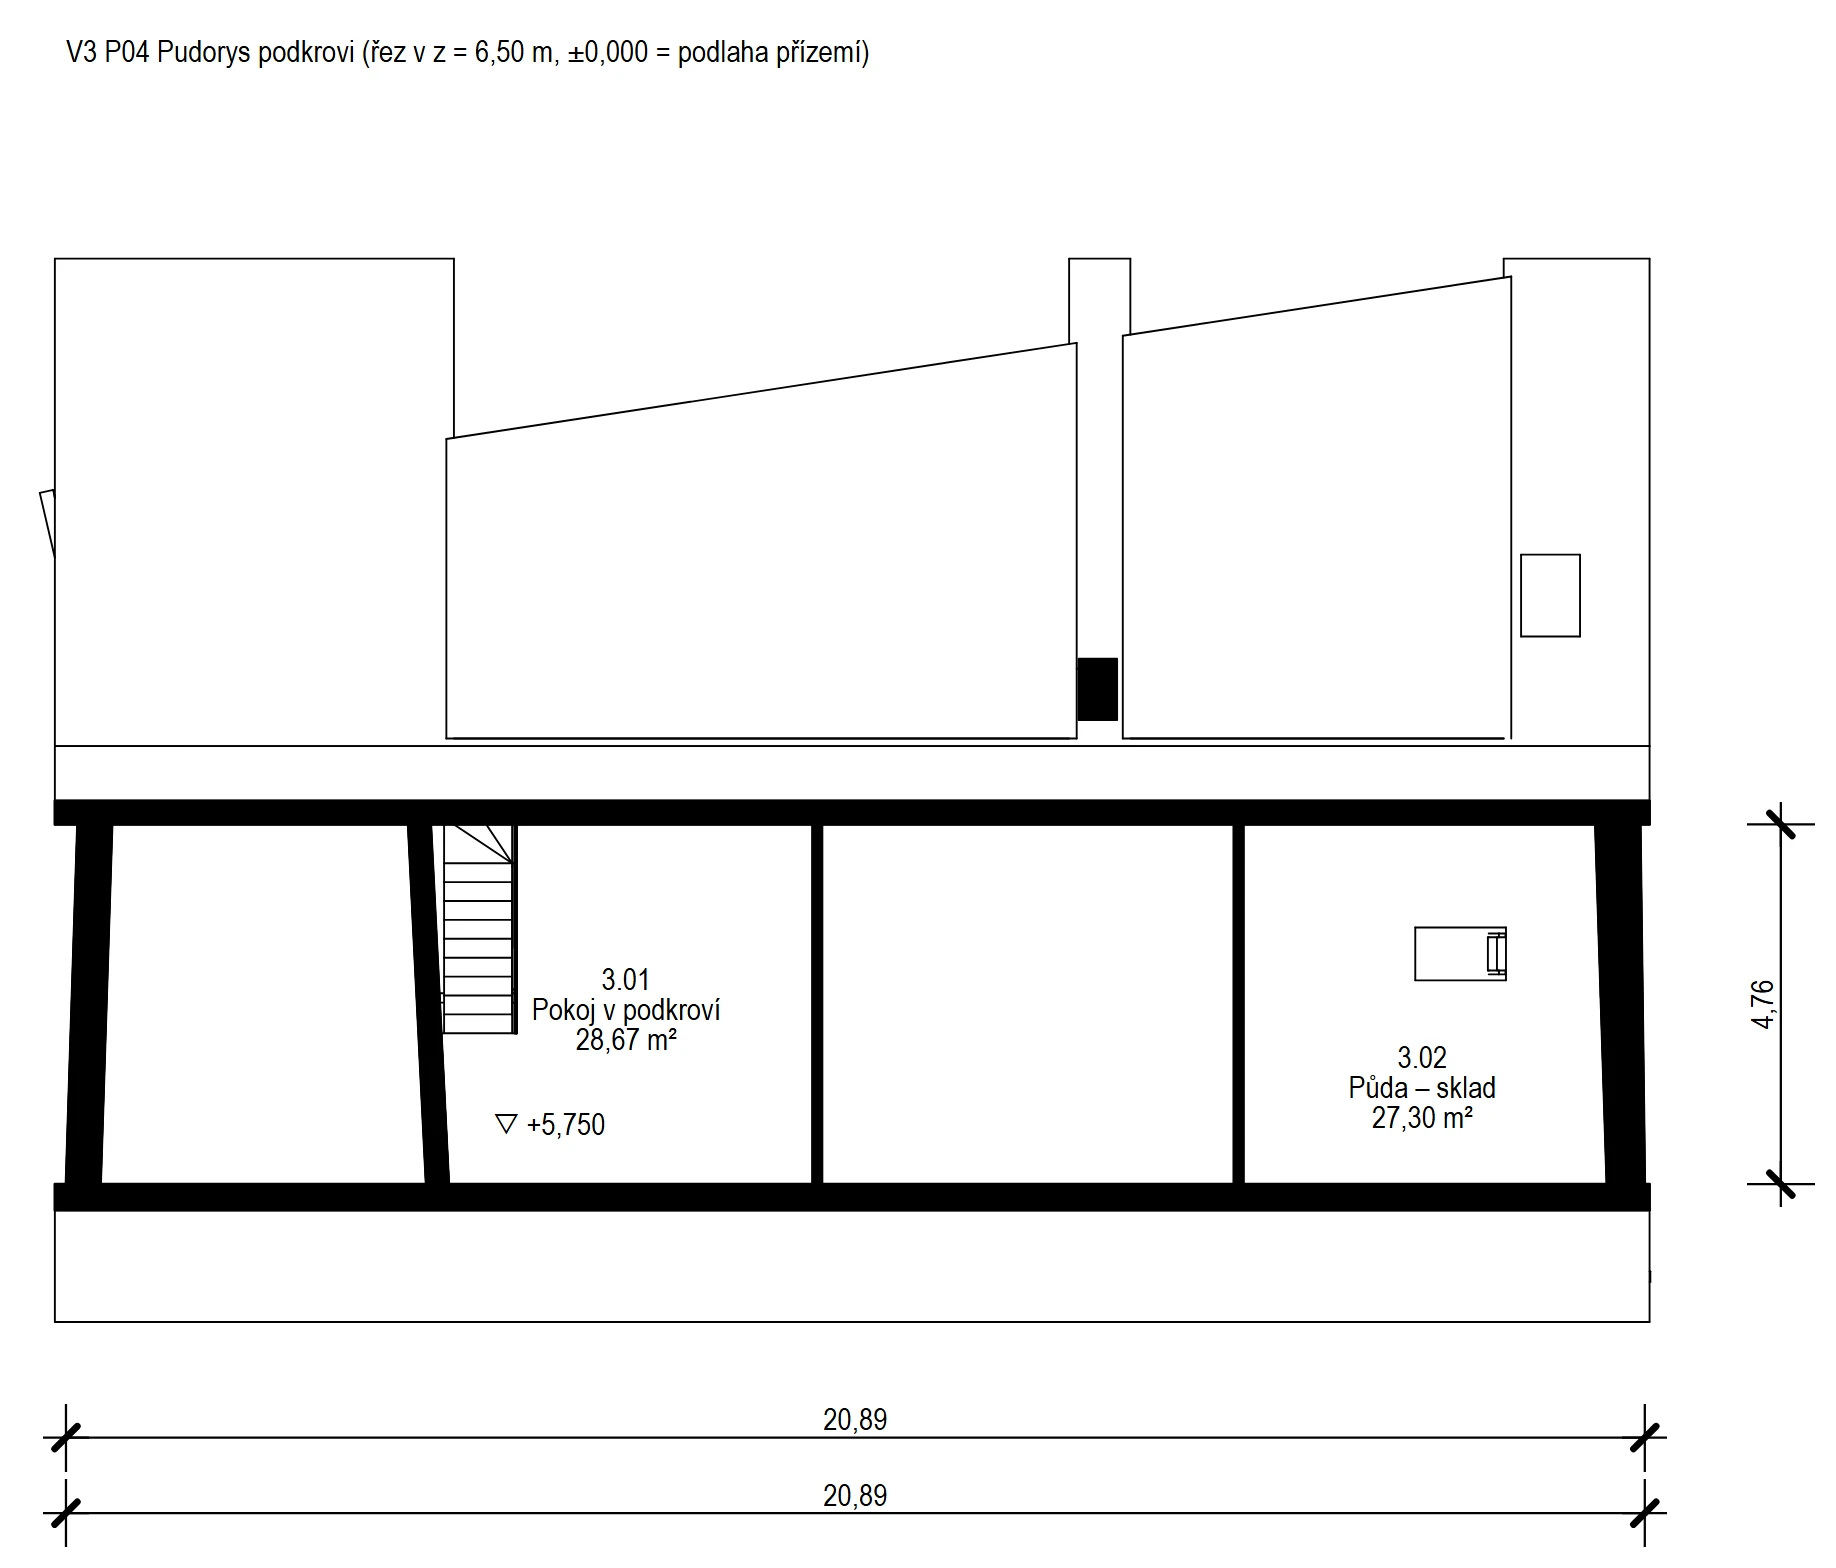 V3 P04 Pudorys podkrovi (řez v z = 6,50 m, ±0,000 = podlaha přízemí)
3.01
Pokoj v podkroví
28,67 m²
+5,750
3.02
Půda – sklad
27,30 m²
4,76
20,89
20,89